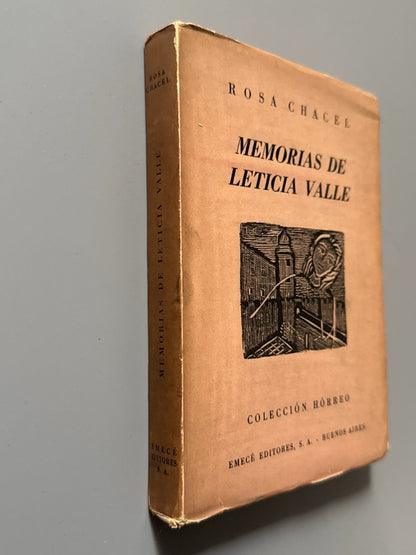 ROSA
CHACEL
MEMORIAS DE LETICIA VALLE
EMECÉ
EDITORES
S. A.
ROSA CHACEL
MEMORIAS DE
LETICIA VALLE
COLECCIÓN HÓRREO
EMECÉ EDITORES, S. A. - BUENOS AIRES